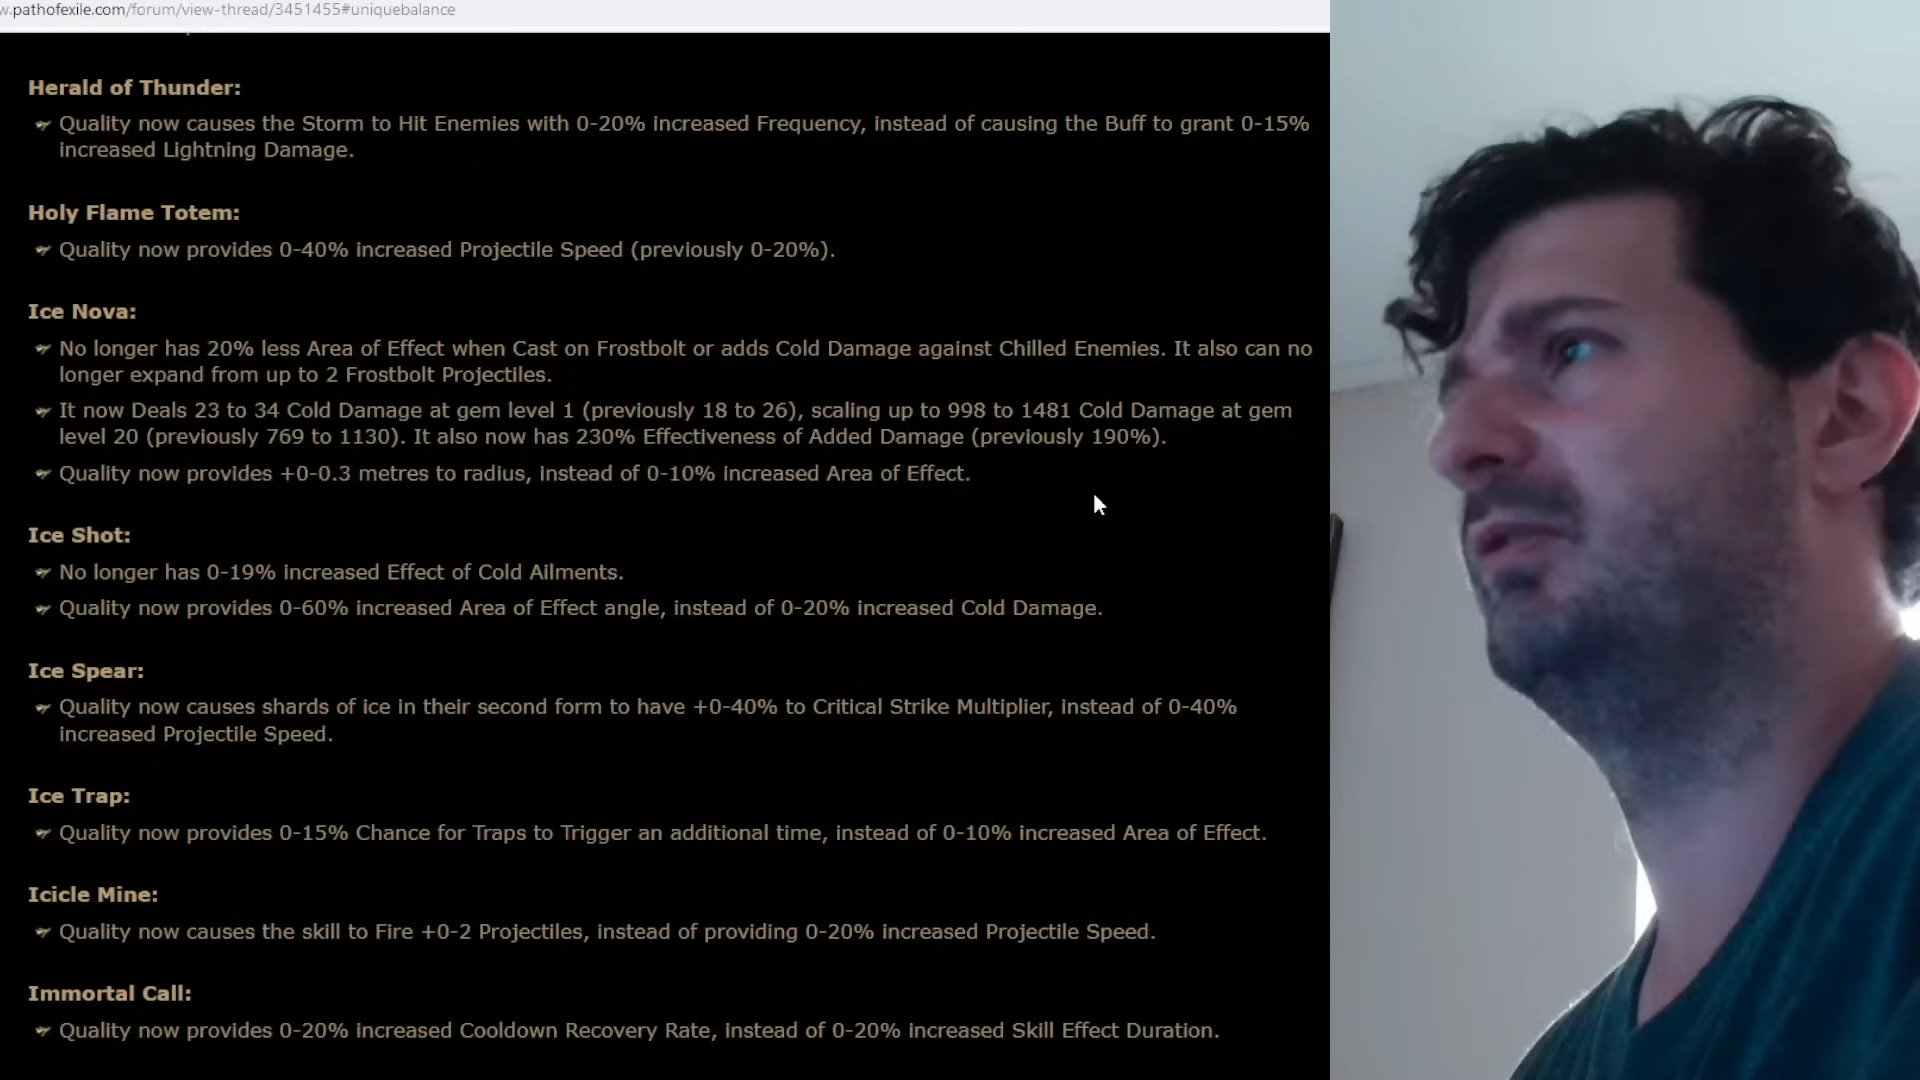 w.pathofexile.com/forum/view-thread/3451455#uniquebalance
Herald of Thunder:
Quality now causes the Storm to Hit Enemies with 0-20% increased Frequency, instead of causing the Buff to grant 0-15%
increased Lightning Damage.
Holy Flame Totem:
Quality now provides 0-40% increased Projectile Speed (previously 0-20%).
Ice Nova:
No longer has 20% less Area of Effect when Cast on Frostbolt or adds Cold Damage against Chilled Enemies. It also can no
longer expand from up to 2 Frostbolt Projectiles.
It now Deals 23 to 34 Cold Damage at gem level 1 (previously 18 to 26), scaling up to 998 to 1481 Cold Damage at gem
level 20 (previously 769 to 1130). It also now has 230% Effectiveness of Added Damage (previously 190%).
Quality now provides +0-0.3 metres to radius, instead of 0-10% increased Area of Effect.
Ice Shot:
No longer has 0-19% increased Effect of Cold Ailments.
Quality now provides 0-60% increased Area of Effect angle, instead of 0-20% increased Cold Damage.
Ice Spear:
Quality now causes shards of ice in their second form to have +0-40% to Critical Strike Multiplier, instead of 0-40%
increased Projectile Speed.
Ice Trap:
Quality now provides 0-15% Chance for Traps to Trigger an additional time, instead of 0-10% increased Area of Effect.
Icicle Mine:
Quality now causes the skill to Fire +0-2 Projectiles, instead of providing 0-20% increased Projectile Speed.
Immortal Call:
Quality now provides 0-20% increased Cooldown Recovery Rate, instead of 0-20% increased Skill Effect Duration.